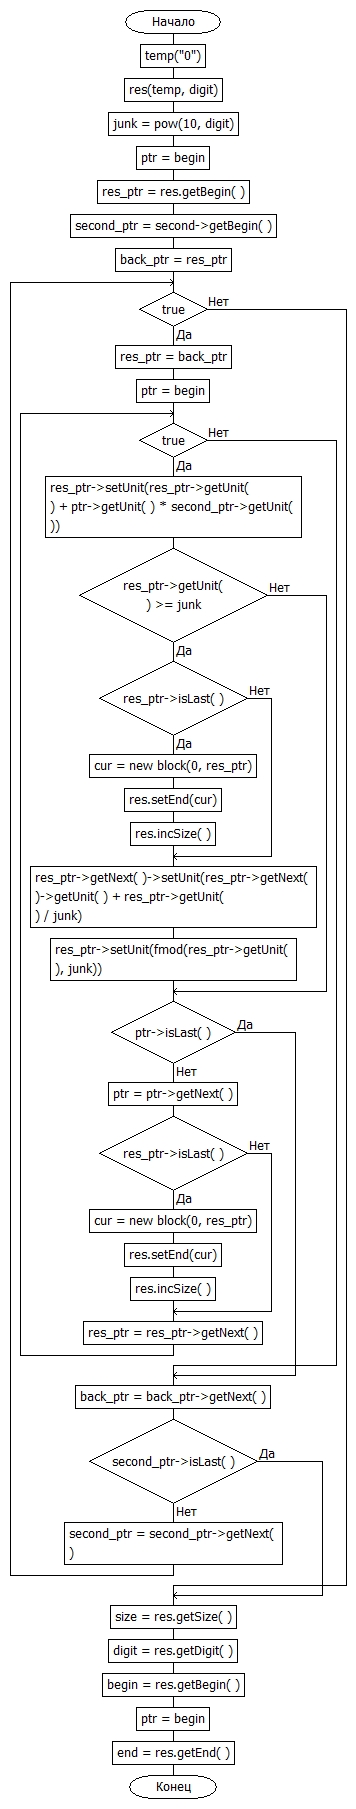 Начало
temp("0")
res(temp, digit)
junk = pow(10, digit)
ptr = begin
res_ptr = res.getBegin( )
second_ptr = second->getBegin( )
back_ptr = res_ptr
true
Нет
Да
res_ptr = back_ptr
ptr = begin
true
Нет
Да
res_ptr->setUnit(res_ptr->getUnit(
) + ptr->getUnit( ) * second_ptr->getUnit(
))
res_ptr->getUnit(
) >= junk
Нет
Да
res_ptr->isLast( )
Нет
Да
cur = new block(0, res_ptr)
res.setEnd(cur)
res.incSize( )
res_ptr->getNext( )->setUnit(res_ptr->getNext(
)->getUnit( ) + res_ptr->getUnit(
) / junk)
res_ptr->setUnit(fmod(res_ptr->getUnit(
), junk))
ptr->isLast( )
Да
Нет
ptr = ptr->getNext( )
res_ptr->isLast( )
Нет
Да
cur = new block(0, res_ptr)
res.setEnd(cur)
res.incSize( )
res_ptr = res_ptr->getNext( )
back_ptr = back_ptr->getNext( )
second_ptr->isLast( )
Да
Нет
second_ptr = second_ptr->getNext(
)
size = res.getSize( )
digit = res.getDigit( )
begin = res.getBegin( )
ptr = begin
end = res.getEnd( )
Конец